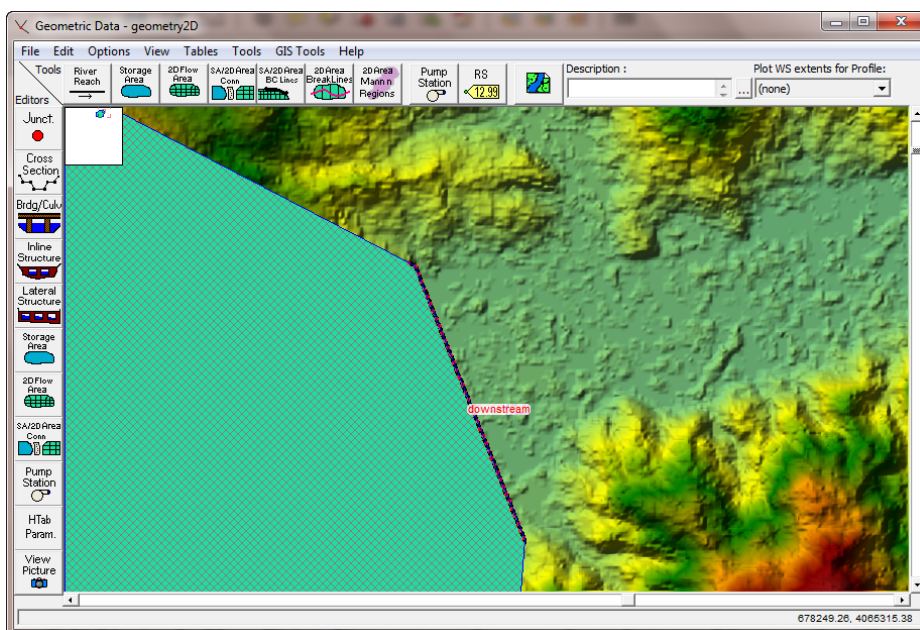 Geometric Data - geometry2D
File Edit Options View Tables Tools GIS Tools Help
Tools
Editors
River
Reach
Storage
Area
2D Flow
Area
SA/2D Area
Conn
SA/2D Area
BC Lines
2D Area
BreakLines
2D Area
Mann n
Regions
Pump
Station
RS
12.99
Description :
...
Plot WS extents for Profile:
(none)
Junct.
Cross
Section
Brdg/Culv
Inline
Structure
Lateral
Structure
Storage
Area
2D Flow
Area
SA/2D Area
Conn
Pump
Station
HTab
Param.
View
Picture
downstream
678249.26, 4065315.38